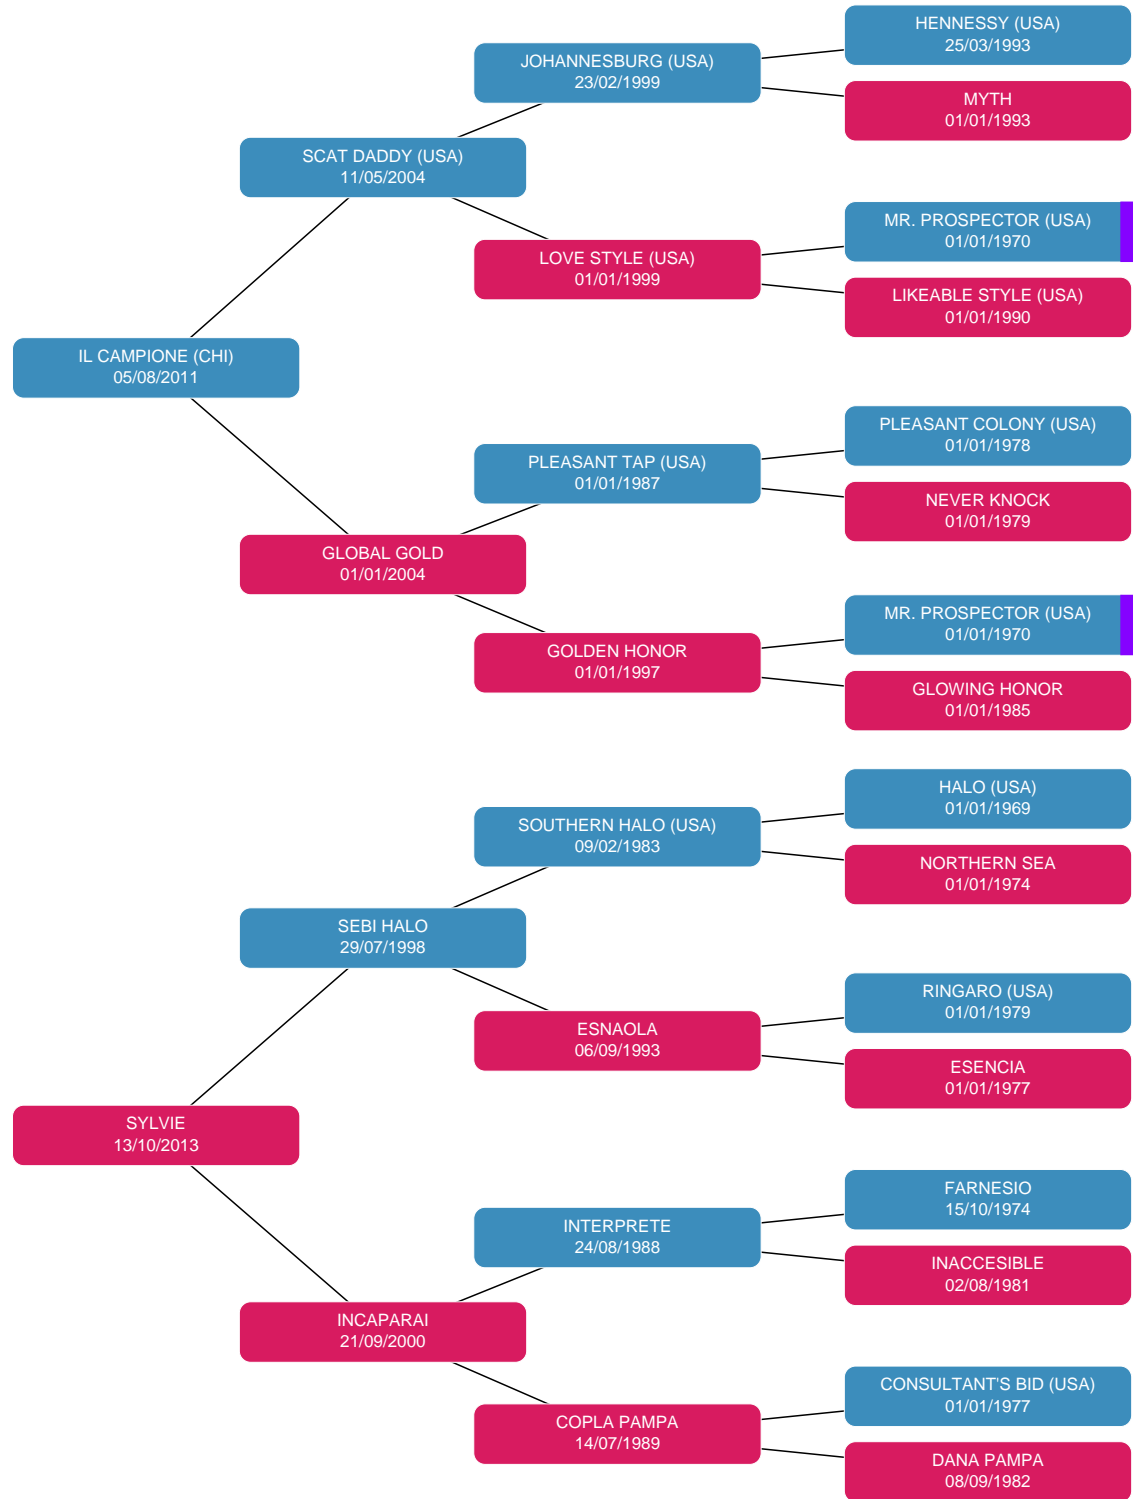 HENNESSY (USA)
25/03/1993
JOHANNESBURG (USA)
23/02/1999
MYTH
01/01/1993
SCAT DADDY (USA)
11/05/2004
MR. PROSPECTOR (USA)
01/01/1970
LOVE STYLE (USA)
01/01/1999
LIKEABLE STYLE (USA)
01/01/1990
IL CAMPIONE (CHI)
05/08/2011
PLEASANT COLONY (USA)
01/01/1978
PLEASANT TAP (USA)
01/01/1987
NEVER KNOCK
01/01/1979
GLOBAL GOLD
01/01/2004
MR. PROSPECTOR (USA)
01/01/1970
GOLDEN HONOR
01/01/1997
GLOWING HONOR
01/01/1985
HALO (USA)
01/01/1969
SOUTHERN HALO (USA)
09/02/1983
NORTHERN SEA
01/01/1974
SEBI HALO
29/07/1998
RINGARO (USA)
01/01/1979
ESNAOLA
06/09/1993
ESENCIA
01/01/1977
SYLVIE
13/10/2013
FARNESIO
15/10/1974
INTERPRETE
24/08/1988
INACCESIBLE
02/08/1981
INCAPARAI
21/09/2000
CONSULTANT'S BID (USA)
01/01/1977
COPLA PAMPA
14/07/1989
DANA PAMPA
08/09/1982